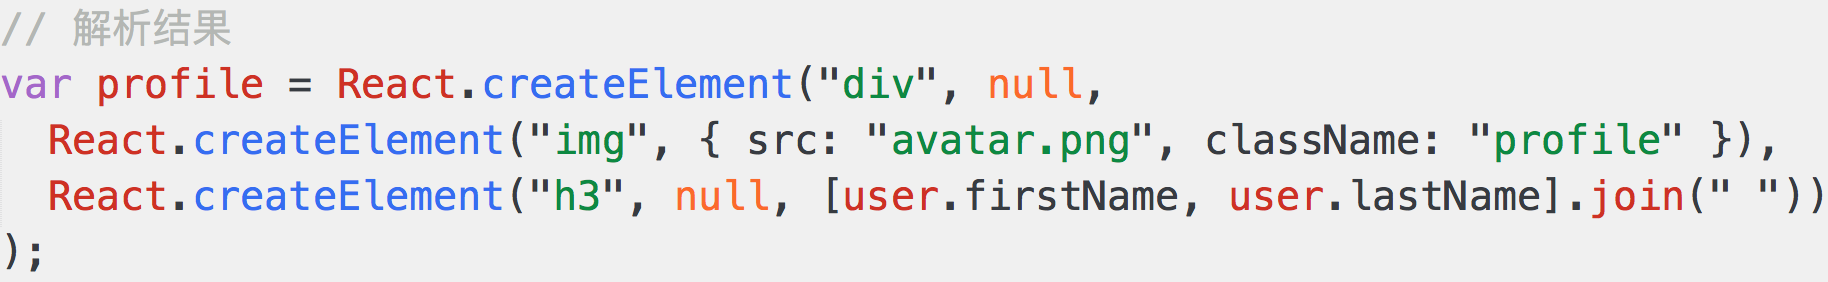 // 解析结果
var profile = React.createElement("div", null,
  React.createElement("img", { src: "avatar.png", className: "profile" }),
  React.createElement("h3", null, [user.firstName, user.lastName].join(" "))
);